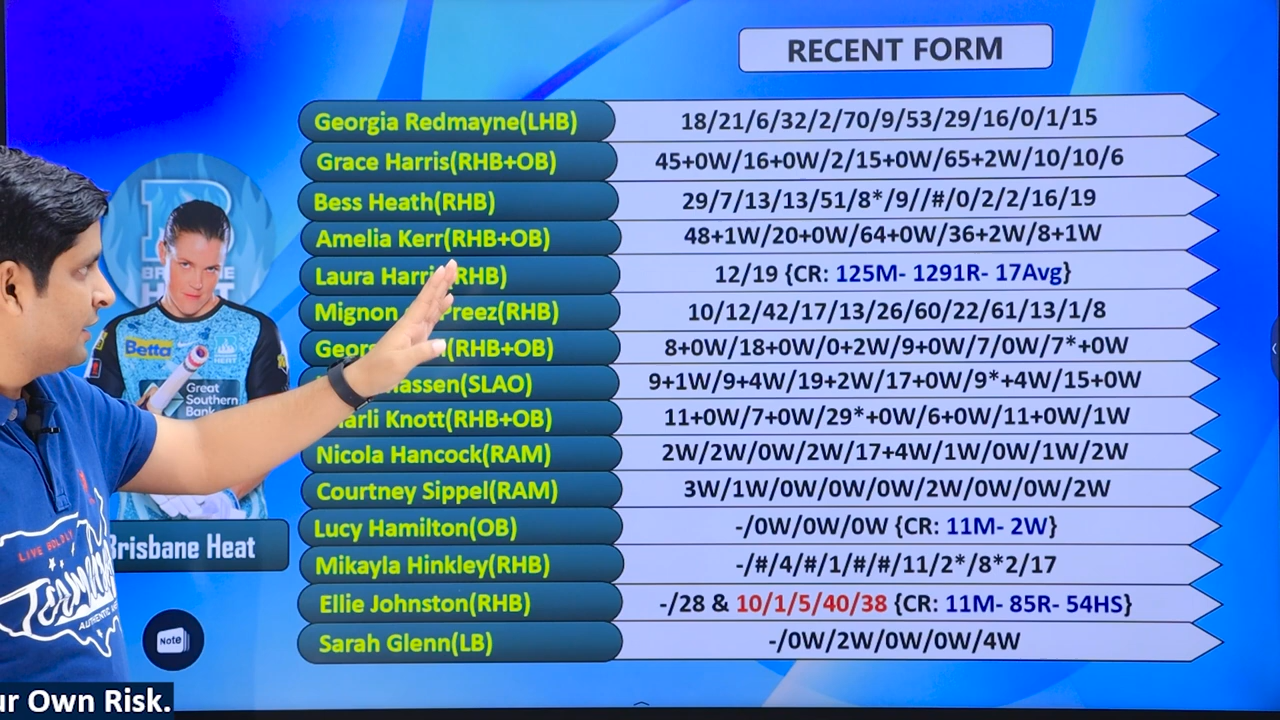 RECENT FORM
Georgia Redmayne(LHB) 18/21/6/32/2/70/9/53/29/16/0/1/15
Grace Harris(RHB+OB) 45+0W/16+0W/2/15+0W/65+2W/10/10/6
Bess Heath(RHB) 29/7/13/13/51/8*/9//#/0/2/2/16/19
Amelia Kerr(RHB+OB) 48+1W/20+0W/64+0W/36+2W/8+1W
Laura Harri RHB) 12/19 {CR: 125M- 1291R- 17Avg}
Mignon Preez(RHB) 10/12/42/17/13/26/60/22/61/13/1/8
Geor (RHB+OB) 8+0W/18+0W/0+2W/9+0W/7/0W/7*+0W
nassen(SLAO) 9+1W/9+4W/19+2W/17+0W/9*+4W/15+0W
arli Knott(RHB+OB) 11+0W/7+0W/29*+0W/6+0W/11+0W/1W
Nicola Hancock(RAM) 2W/2W/0W/2W/17+4W/1W/0W/1W/2W
Courtney Sippel(RAM) 3W/1W/0W/0W/0W/2W/0W/0W/2W
Lucy Hamilton(OB) -/0W/0W/0W {CR: 11M- 2W}
Mikayla Hinkley(RHB) -/#/4/#/1/#/#/11/2*/8*2/17
Ellie Johnston(RHB) -/28 & 10/1/5/40/38 {CR: 11M- 85R- 54HS}
Sarah Glenn(LB) -/0W/2W/0W/0W/4W
Betta
HEAT
Great
Southern
Bank
Brisbane Heat
LIVE BOLDLY
Note
ur Own Risk.